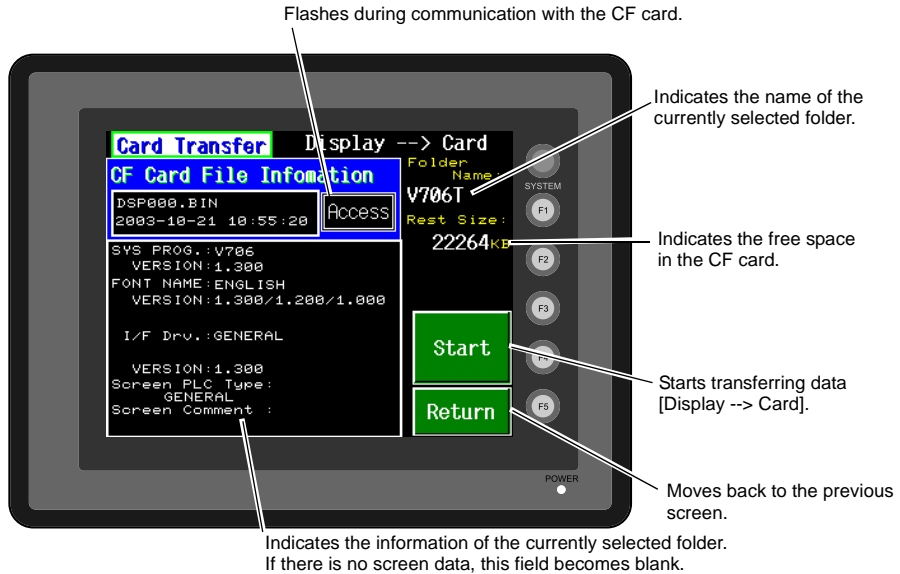 Flashes during communication with the CF card.
Indicates the name of the
currently selected folder.
Card Transfer Display --> Card
CF Card File Infomation
Folder
Name:
V706T
DSP000.BIN
2003-10-21 10:55:20
Access
Rest Size:
22264KB
SYSTEM
F1
F2
F3
F4
F5
Indicates the free space
in the CF card.
SYS PROG.:V706
VERSION:1.300
FONT NAME:ENGLISH
VERSION:1.300/1.200/1.000
I/F Drv.:GENERAL
VERSION:1.300
Screen PLC Type:
GENERAL
Screen Comment :
Start
Return
Starts transferring data
[Display --> Card].
POWER
Moves back to the previous
screen.
Indicates the information of the currently selected folder.
If there is no screen data, this field becomes blank.